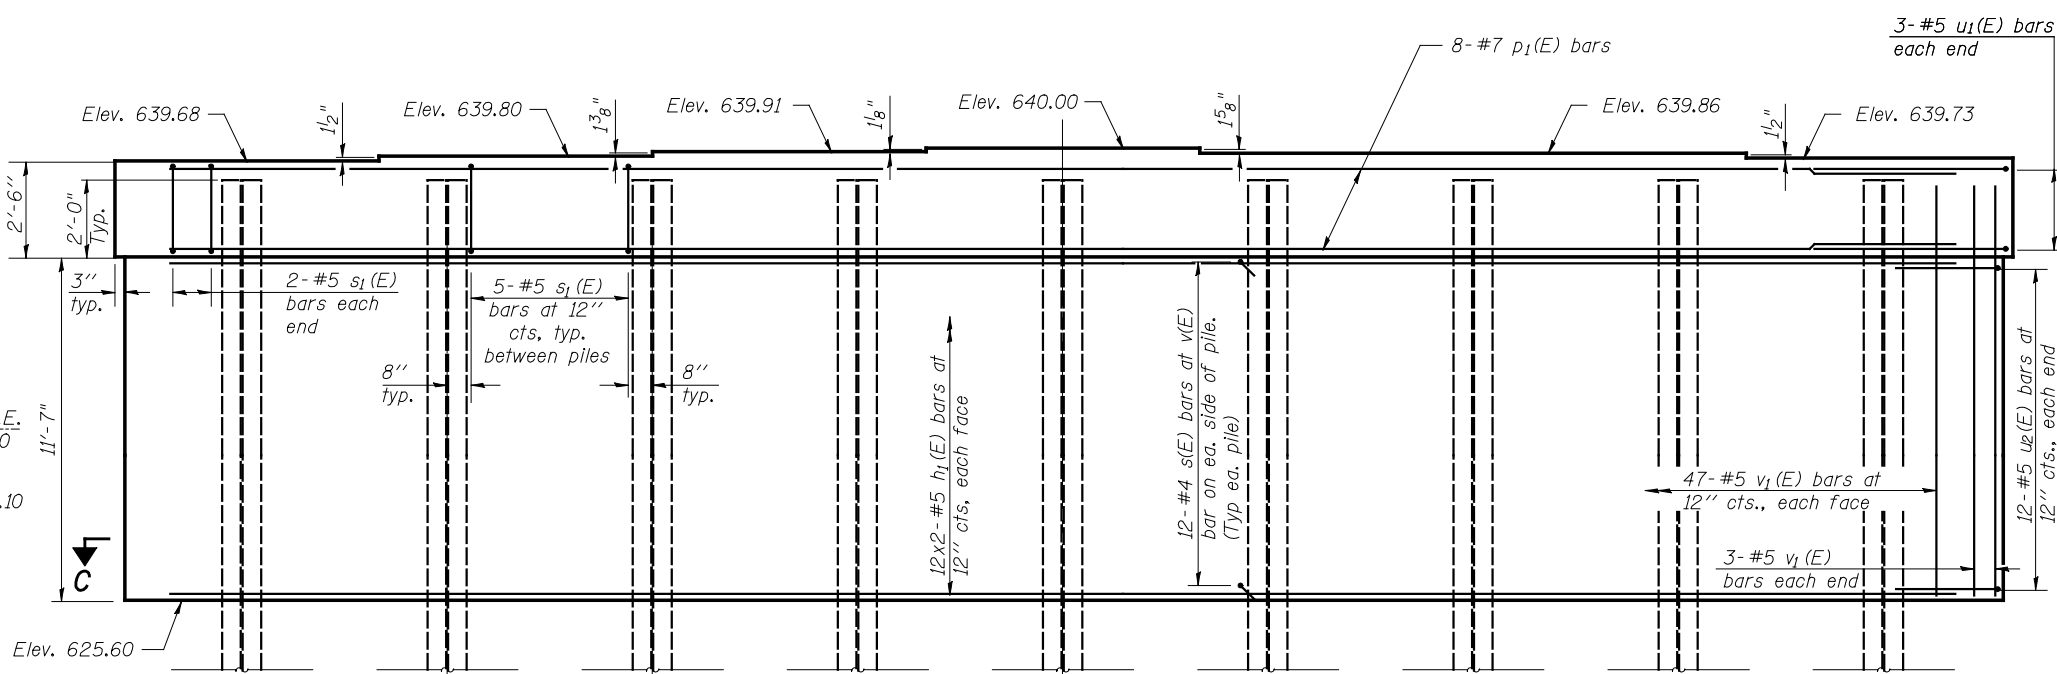 3-#5 u1(E) bars
each end
8-#7 p1(E) bars
Elev. 639.68
1½"
Elev. 639.80
1⅜"
Elev. 639.91
1⅛"
Elev. 640.00
1⅝"
Elev. 639.86
1½"
Elev. 639.73
2'-6"
2'-0"
Typ.
3"
typ.
2-#5 s1(E)
bars each
end
5-#5 s1(E)
bars at 12"
cts, typ.
between piles
8"
typ.
8"
typ.
12x2-#5 h1(E) bars at
12" cts, each face
12-#4 s(E) bars at v(E)
bar on ea. side of pile.
(Typ ea. pile)
47-#5 v1(E) bars at
12" cts., each face
3-#5 v1(E)
bars each end
12-#5 u2(E) bars at
12" cts., each end
E.
0
.10
11'-7"
C
Elev. 625.60